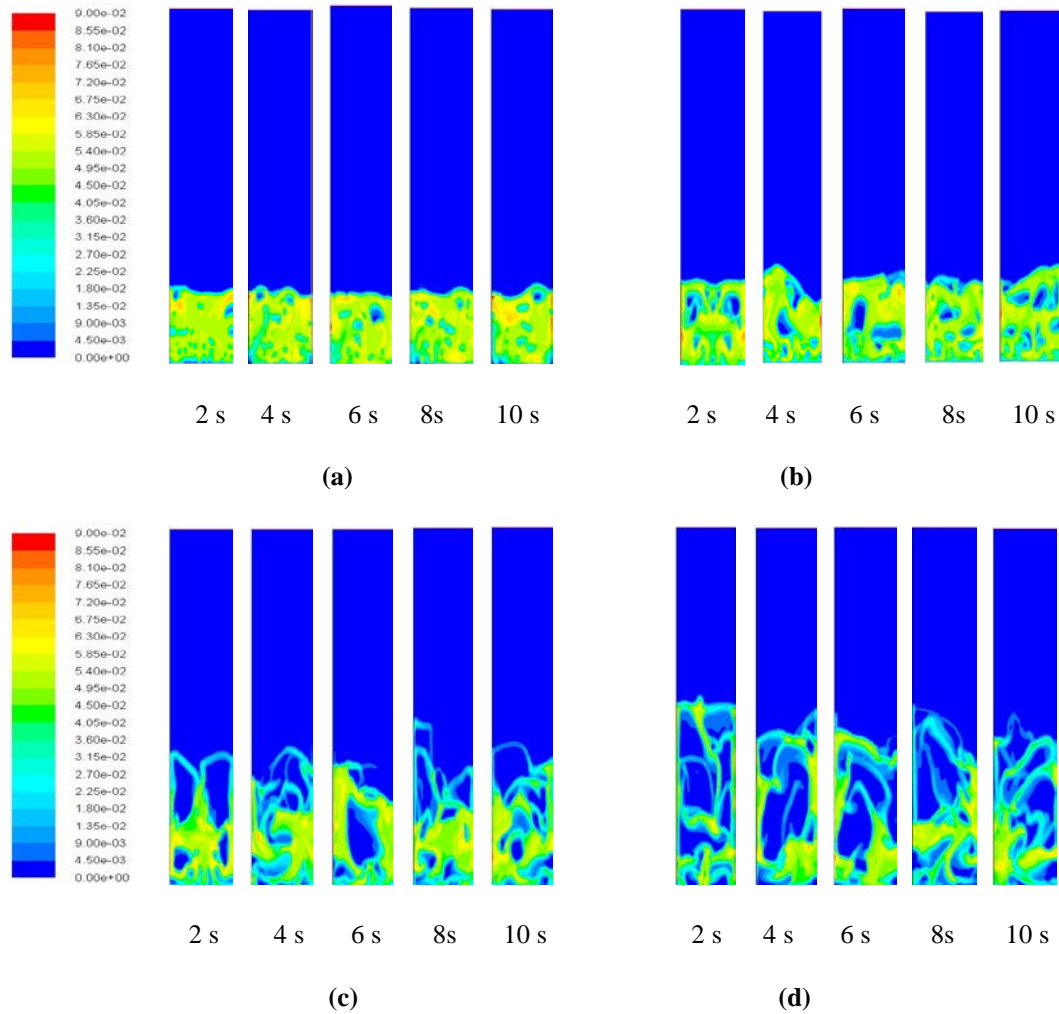 9.00e-02
8.55e-02
8.10e-02
7.65e-02
7.20e-02
6.75e-02
6.30e-02
5.85e-02
5.40e-02
4.95e-02
4.50e-02
4.05e-02
3.60e-02
3.15e-02
2.70e-02
2.25e-02
1.80e-02
1.35e-02
9.00e-03
4.50e-03
0.00e+00
2 s 4 s 6 s 8s 10 s
2 s 4 s 6 s 8s 10 s
(a)
(b)
9.00e-02
8.55e-02
8.10e-02
7.65e-02
7.20e-02
6.75e-02
6.30e-02
5.85e-02
5.40e-02
4.95e-02
4.50e-02
4.05e-02
3.60e-02
3.15e-02
2.70e-02
2.25e-02
1.80e-02
1.35e-02
9.00e-03
4.50e-03
0.00e+00
2 s 4 s 6 s 8s 10 s
2 s 4 s 6 s 8s 10 s
(c)
(d)